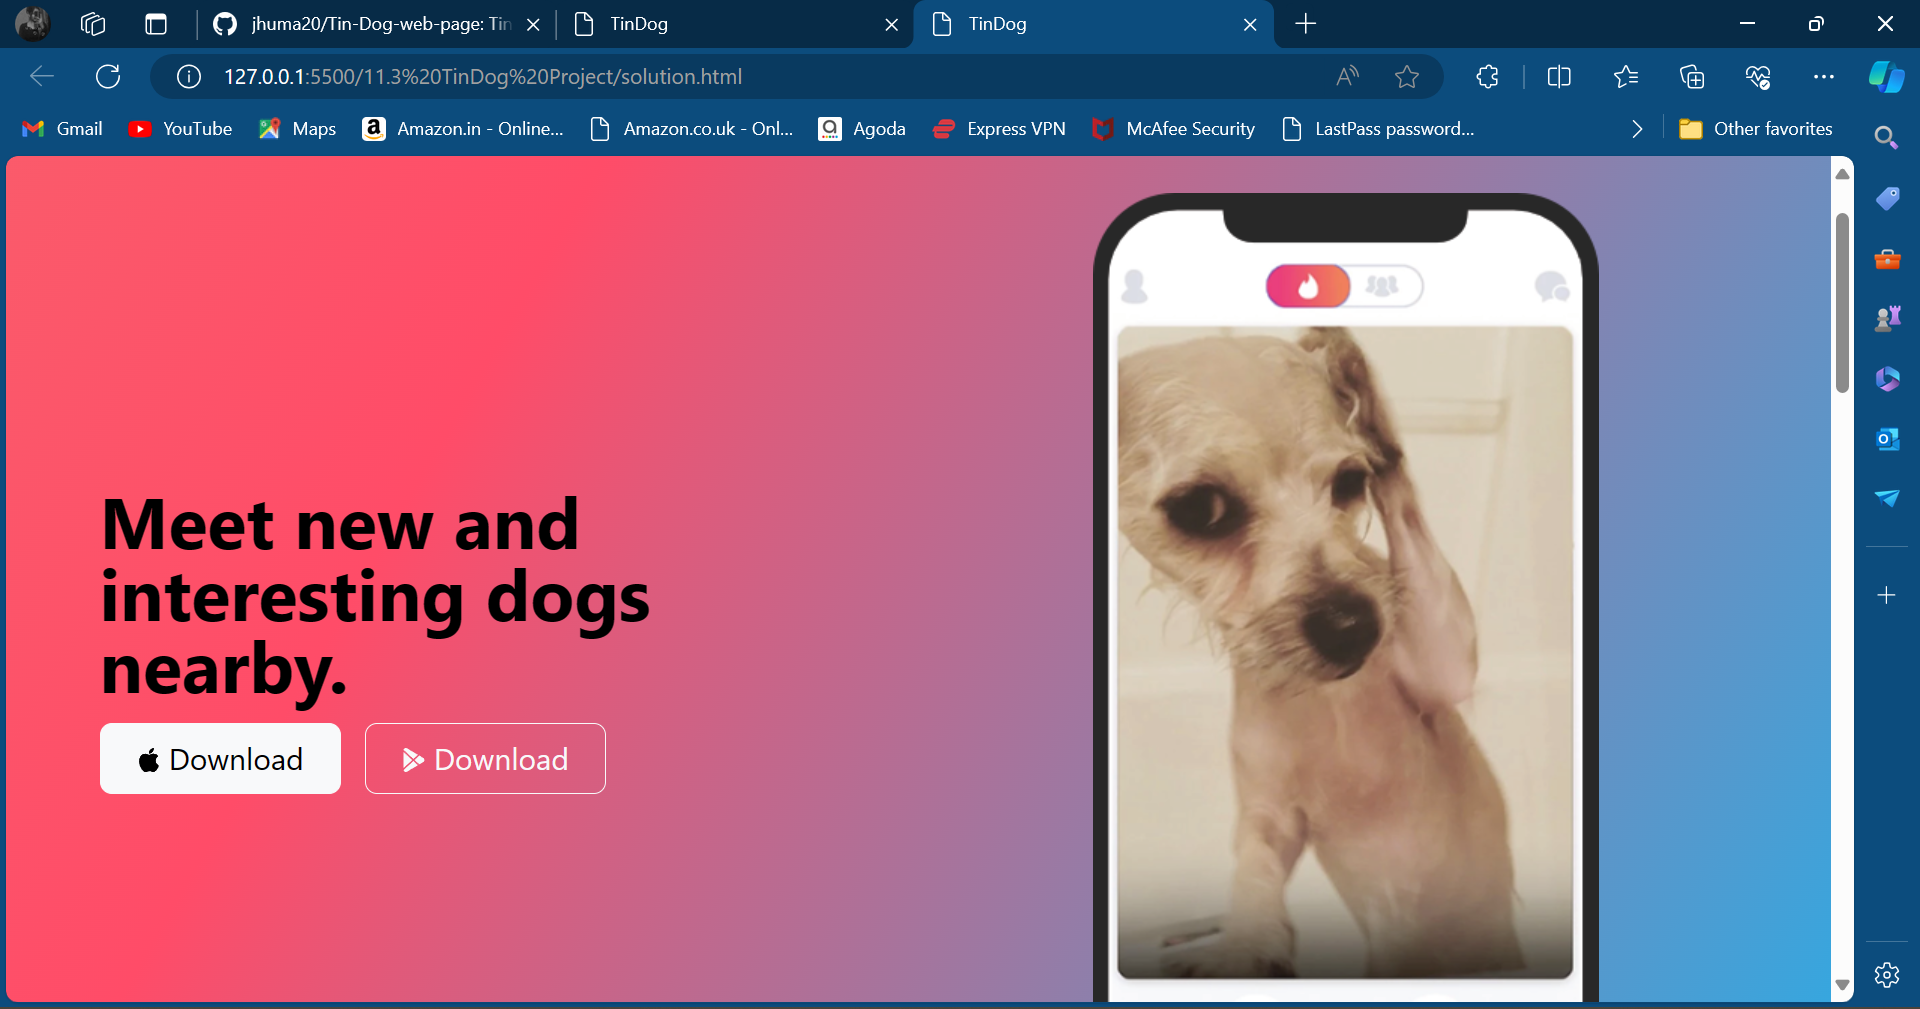 jhuma20/Tin-Dog-web-page: Tin
TinDog
TinDog
127.0.0.1:5500/11.3%20TinDog%20Project/solution.html
Gmail
YouTube
Maps
Amazon.in - Online...
Amazon.co.uk - Onl...
Agoda
Express VPN
McAfee Security
LastPass password...
Other favorites
Meet new and
interesting dogs
nearby.
Download
Download